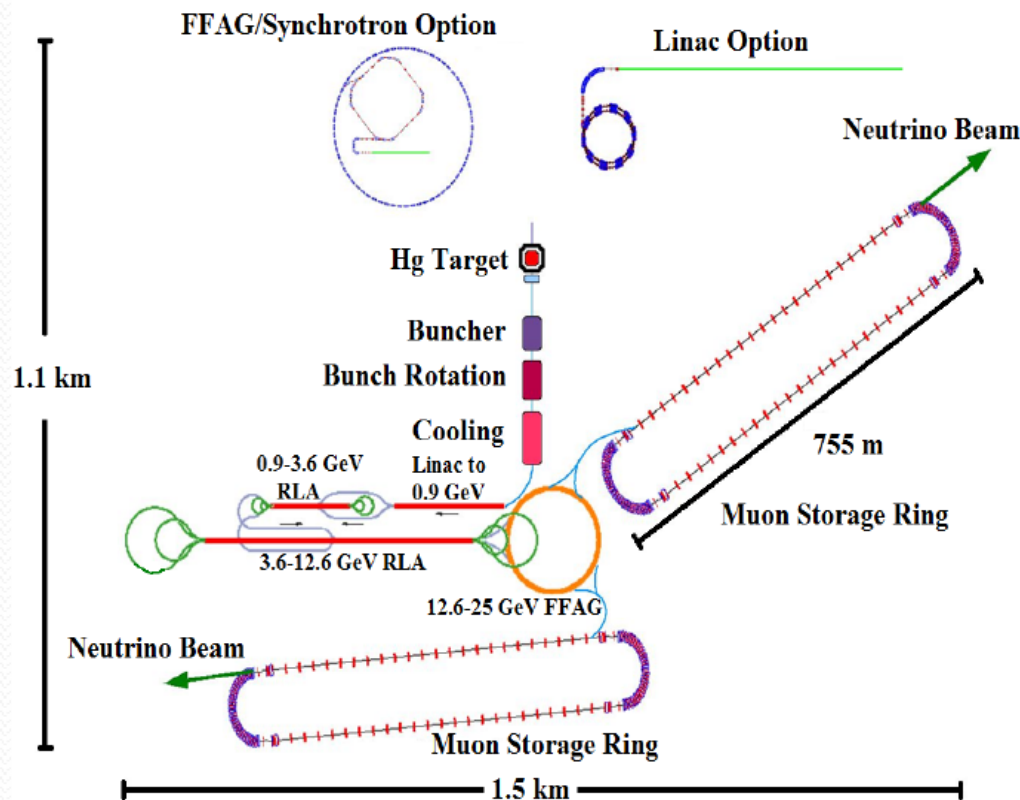 FFAG/Synchrotron Option
Linac Option
Neutrino Beam
Hg Target
Buncher
1.1 km
Bunch Rotation
Cooling
755 m
0.9-3.6 GeV
RLA
Linac to
0.9 GeV
Muon Storage Ring
3.6-12.6 GeV RLA
12.6-25 GeV FFAG
Neutrino Beam
Muon Storage Ring
1.5 km